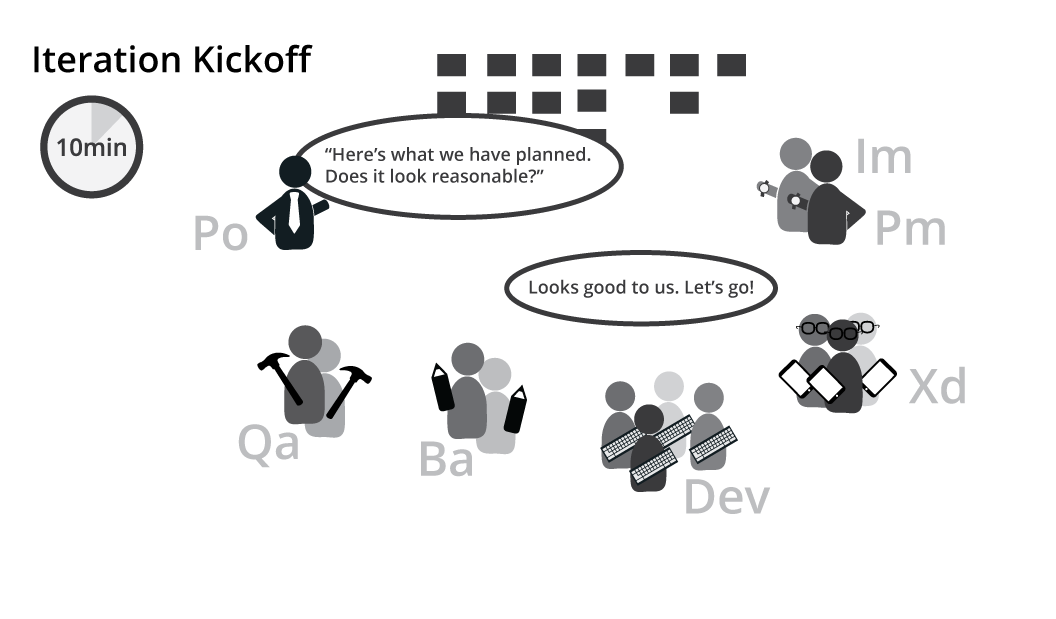 Iteration Kickoff
10min
“Here’s what we have planned.
Does it look reasonable?”
Im
Po
Pm
Looks good to us. Let’s go!
Xd
Qa
Ba
Dev